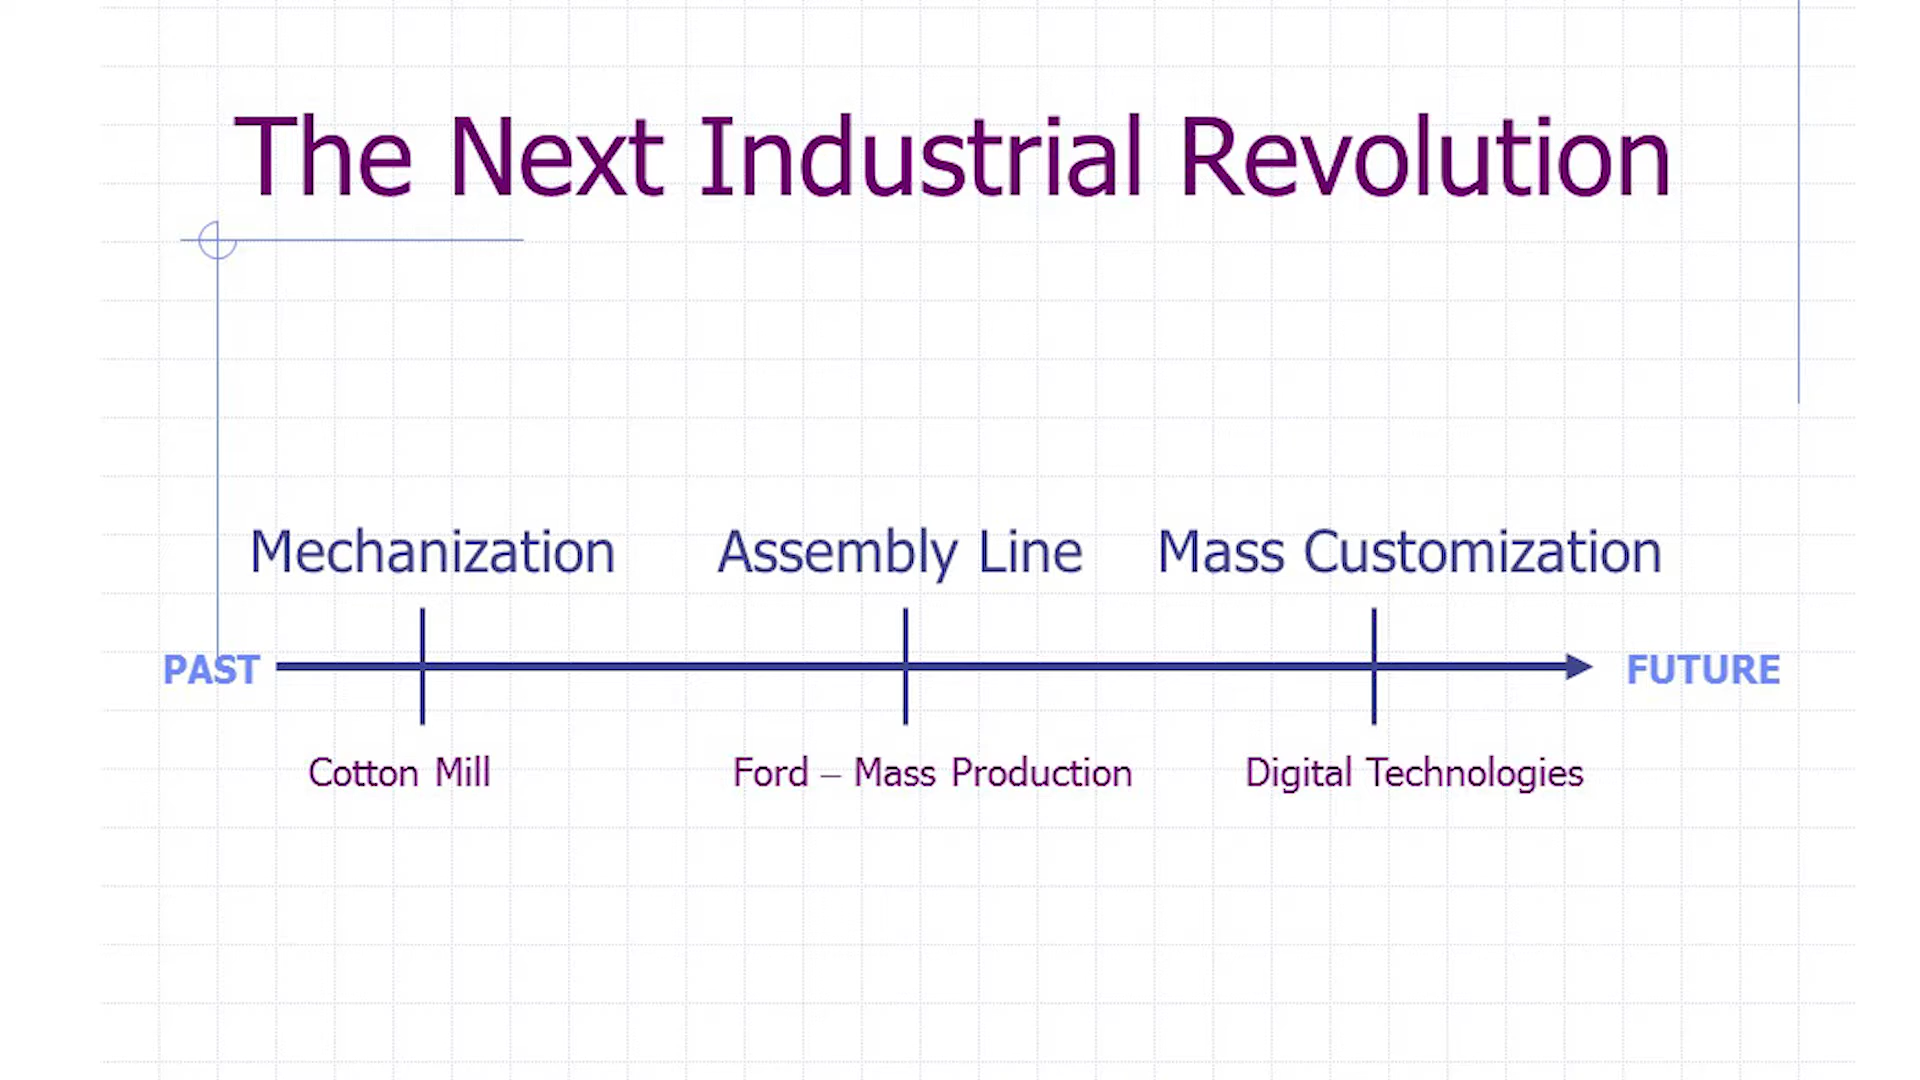 The Next Industrial Revolution
Mechanization Assembly Line Mass Customization
PAST FUTURE
Cotton Mill Ford – Mass Production Digital Technologies